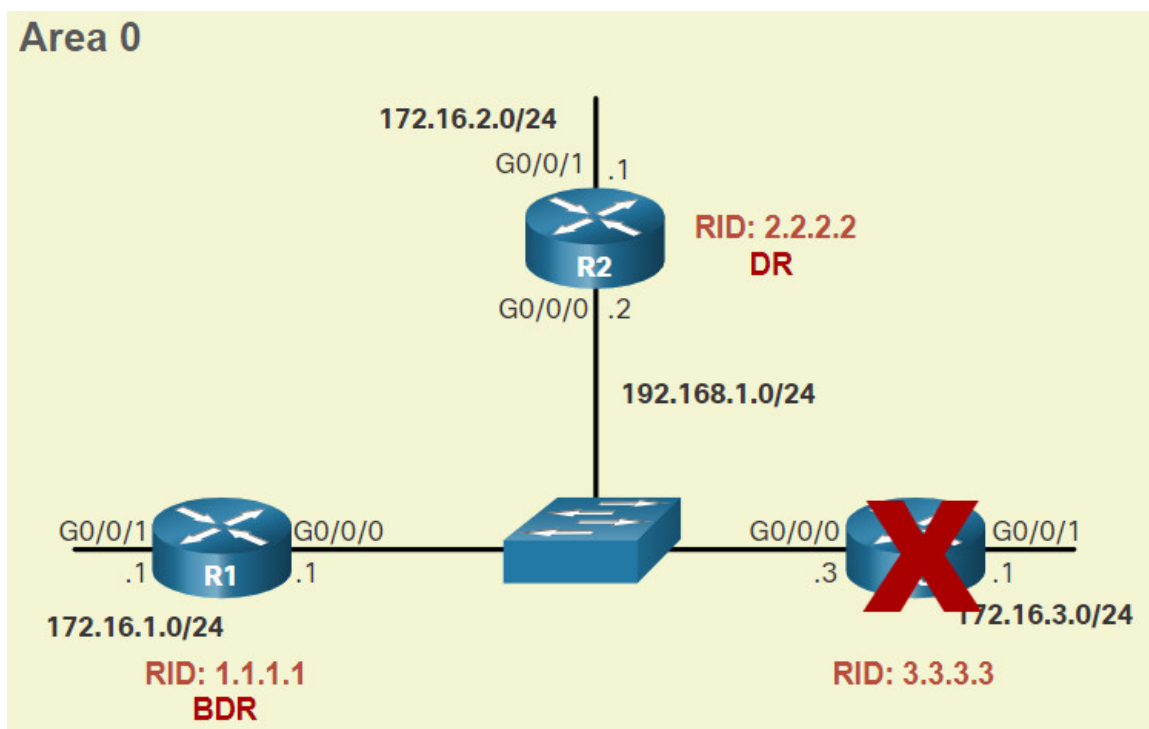 Area 0
172.16.2.0/24
G0/0/1 .1
RID: 2.2.2.2
DR
R2
G0/0/0 .2
192.168.1.0/24
G0/0/1 G0/0/0 G0/0/0 G0/0/1
.1 R1 .1 .3 .1
172.16.1.0/24 172.16.3.0/24
RID: 1.1.1.1 RID: 3.3.3.3
BDR